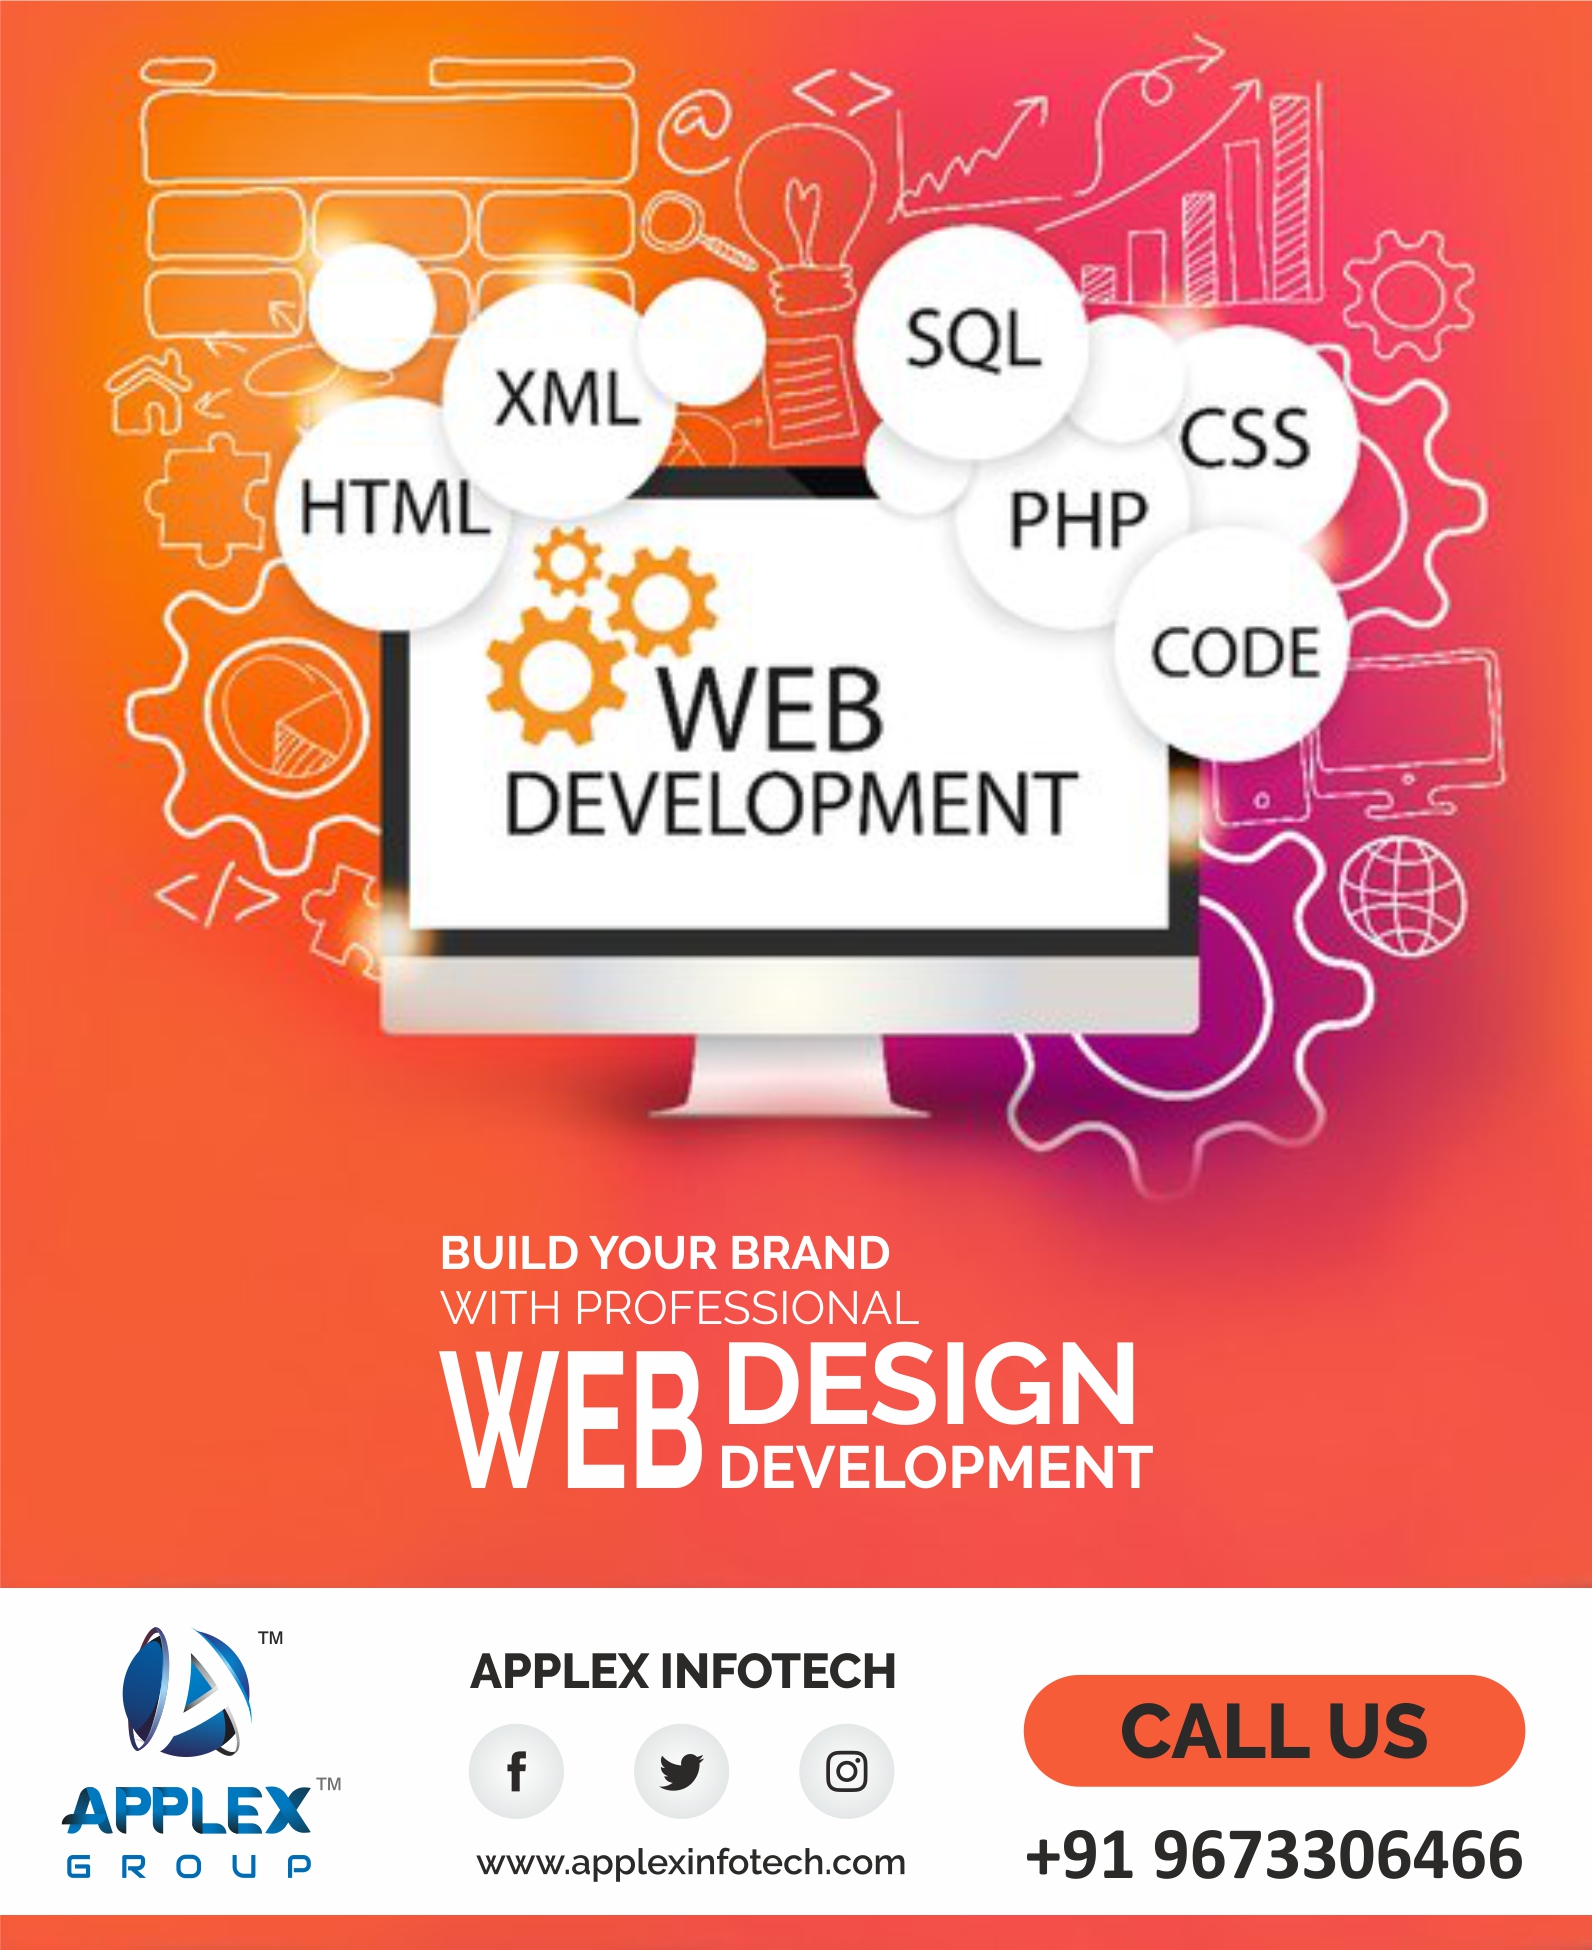 SQL
XML
CSS
HTML
PHP
CODE
WEB
DEVELOPMENT
BUILD YOUR BRAND
WITH PROFESSIONAL
WEB DESIGN
DEVELOPMENT
TM
APPLEX TM
GROUP
APPLEX INFOTECH
www.applexinfotech.com
CALL US
+91 9673306466